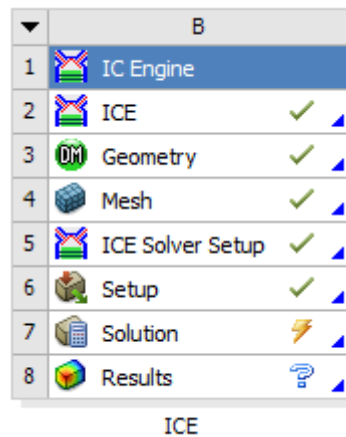 B
1 IC Engine
2 ICE
3 DM Geometry
4 Mesh
5 ICE Solver Setup
6 Setup
7 Solution
8 Results
ICE